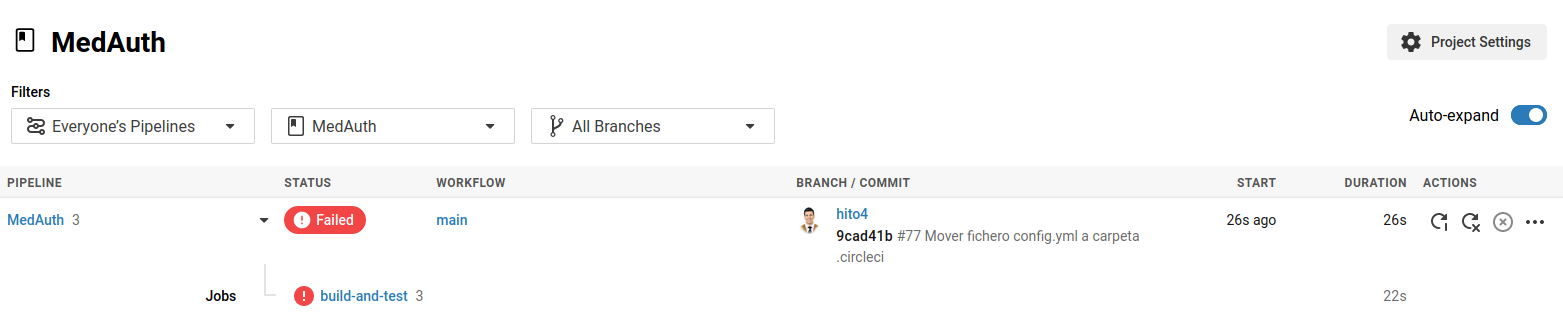 MedAuth
Project Settings
Filters
Everyone's Pipelines
MedAuth
All Branches
Auto-expand
PIPELINE STATUS WORKFLOW BRANCH / COMMIT START DURATION ACTIONS
MedAuth 3 Failed main hito4 26s ago 26s
9cad41b #77 Mover fichero config.yml a carpeta
.circleci
Jobs build-and-test 3 22s